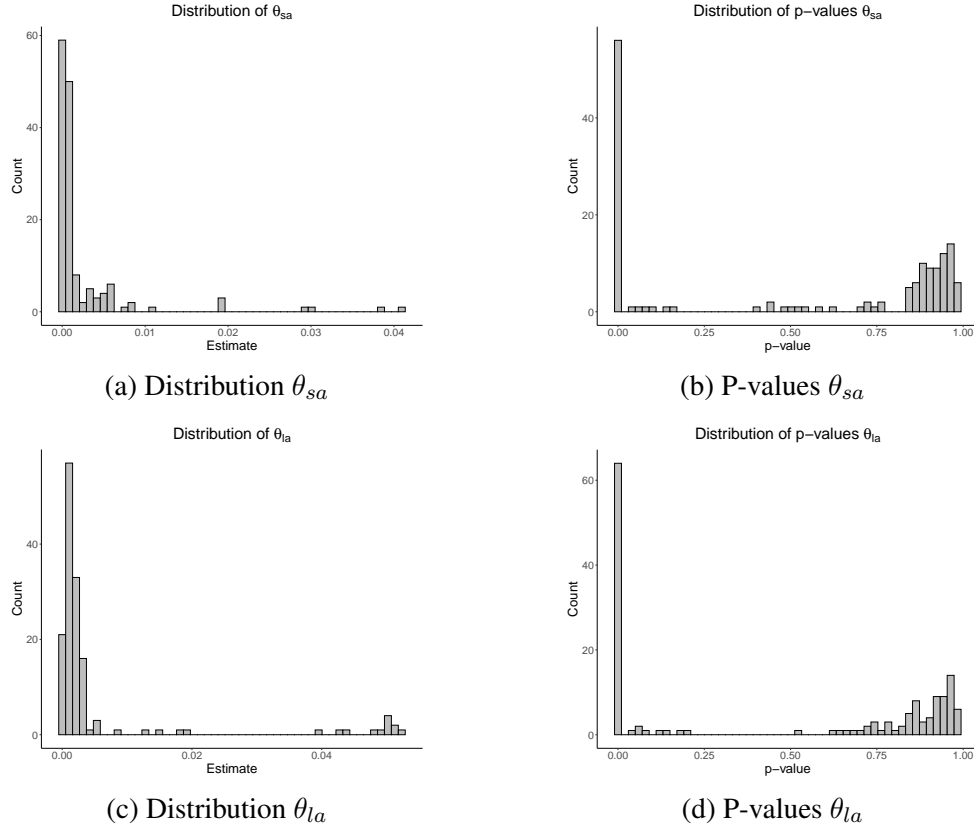 Distribution of θsa
60
40
20
0
Count
0.00 0.01 0.02 0.03 0.04
Estimate
(a) Distribution θsa
Distribution of p−values θsa
40
20
0
Count
0.00 0.25 0.50 0.75 1.00
p−value
(b) P-values θsa
Distribution of θla
40
20
0
Count
0.00 0.02 0.04
Estimate
(c) Distribution θla
Distribution of p−values θla
60
40
20
0
Count
0.00 0.25 0.50 0.75 1.00
p−value
(d) P-values θla